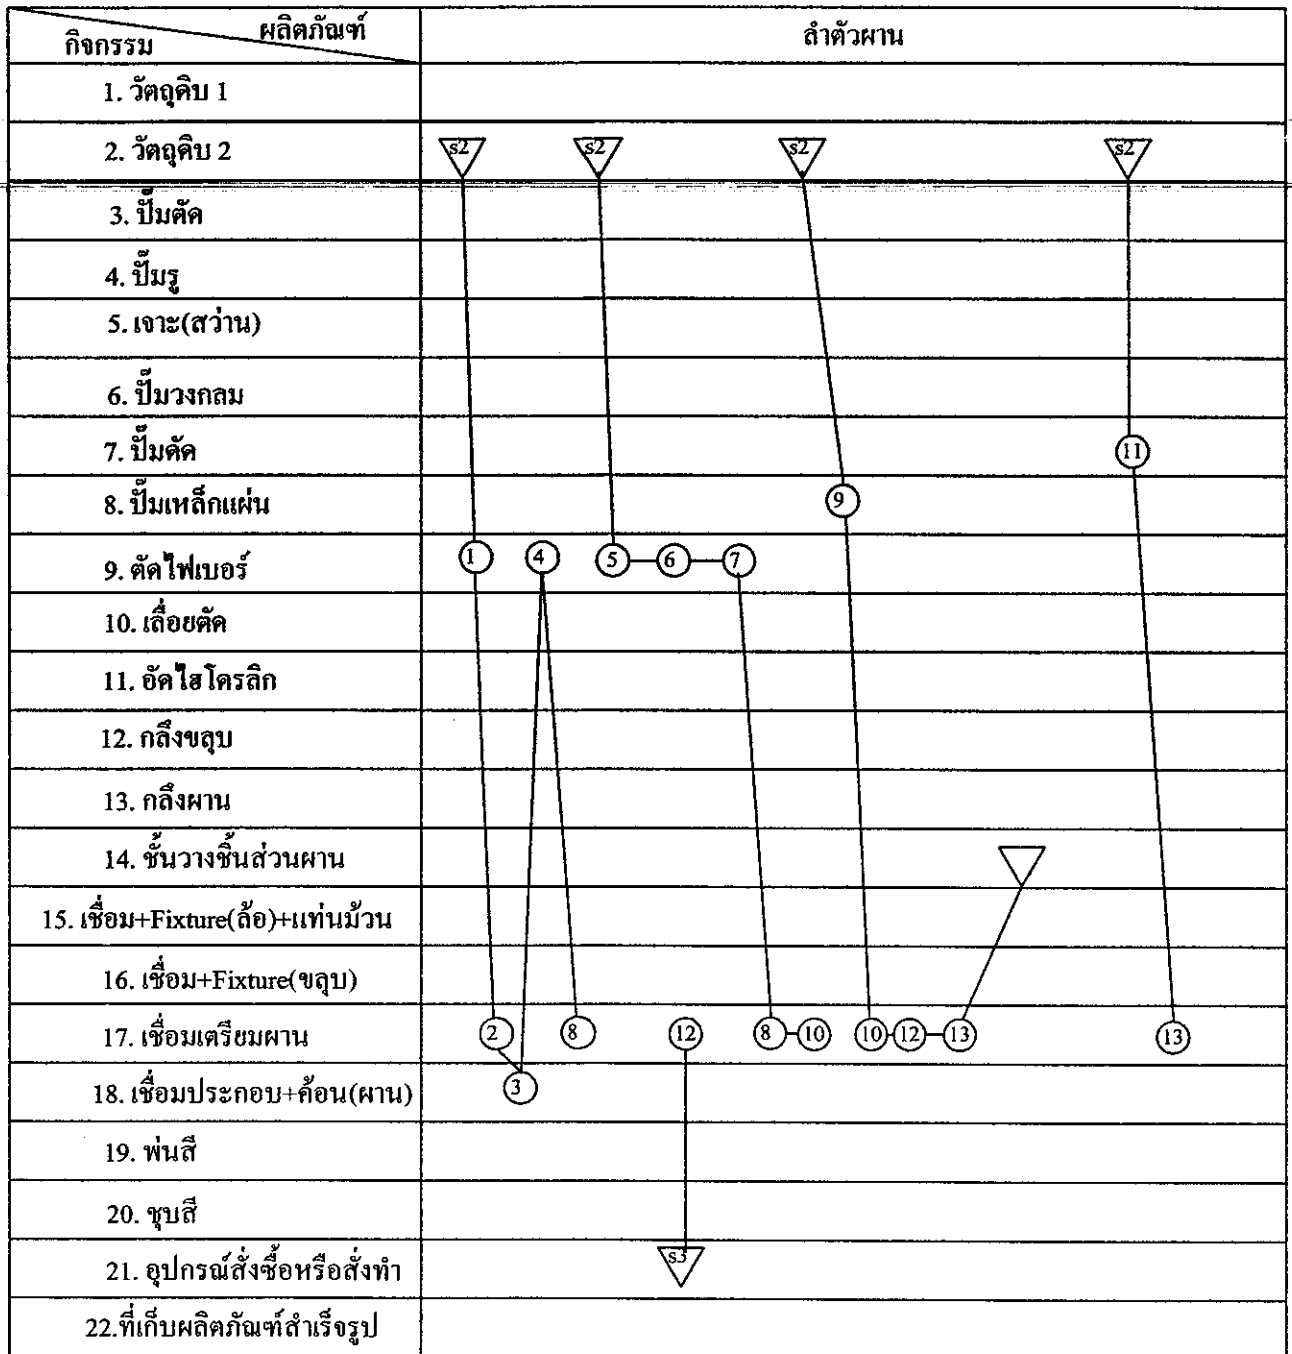 ผลิตภัณฑ์
กิจกรรม
ลำตัวผาน
1. วัตถุดิบ 1
2. วัตถุดิบ 2
s2 s2 s2 s2
3. ปั๊มตัด
4. ปั๊มรู
5. เจาะ(สว่าน)
6. ปั๊มวงกลม
7. ปั๊มดัด
11
8. ปั๊มเหล็กแผ่น
9
9. ตัดไฟเบอร์
1 4 5 6 7
10. เลื่อยตัด
11. อัดไฮโดรลิก
12. กลึงขลุบ
13. กลึงผาน
14. ชั้นวางชิ้นส่วนผาน
15. เชื่อม+Fixture(ล้อ)+แท่นม้วน
16. เชื่อม+Fixture(ขลุบ)
17. เชื่อมเตรียมผาน
2 8 12 8 10 10 12 13 13
18. เชื่อมประกอบ+ค้อน(ผาน)
3
19. พ่นสี
20. ชุบสี
21. อุปกรณ์สั่งซื้อหรือสั่งทำ
s3
22.ที่เก็บผลิตภัณฑ์สำเร็จรูป